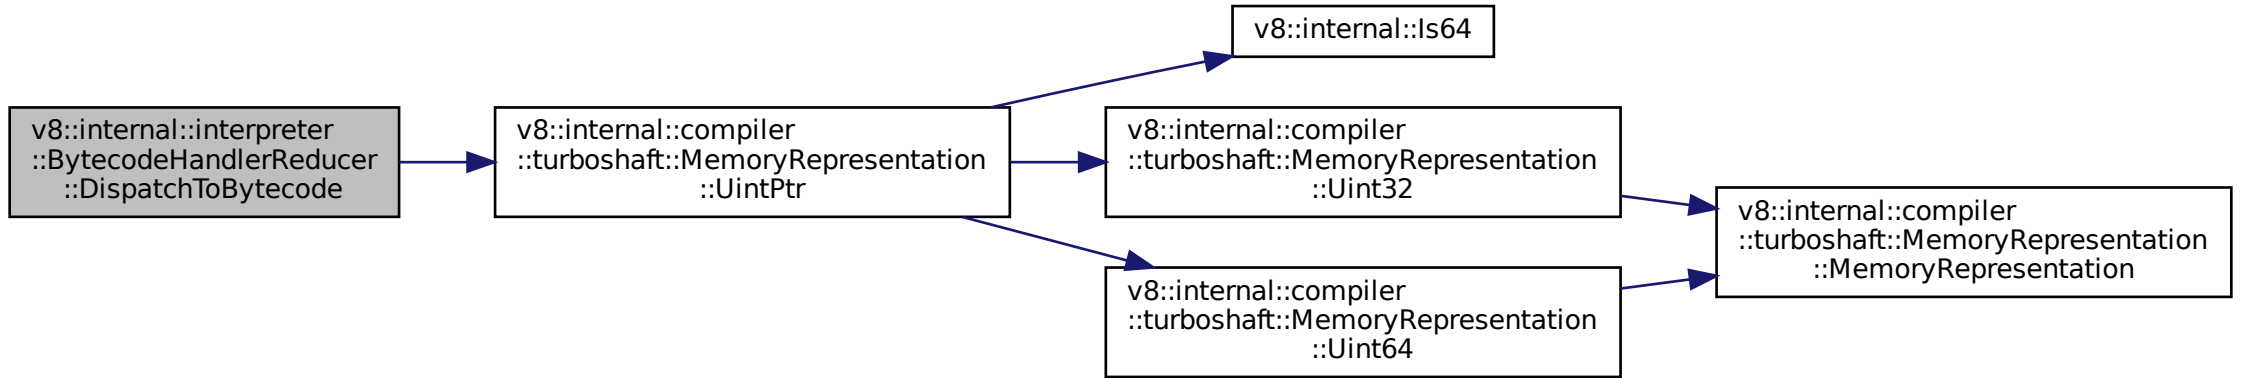 v8::internal::interpreter
::BytecodeHandlerReducer
::DispatchToBytecode
v8::internal::compiler
::turboshaft::MemoryRepresentation
::UintPtr
v8::internal::Is64
v8::internal::compiler
::turboshaft::MemoryRepresentation
::Uint32
v8::internal::compiler
::turboshaft::MemoryRepresentation
::Uint64
v8::internal::compiler
::turboshaft::MemoryRepresentation
::MemoryRepresentation